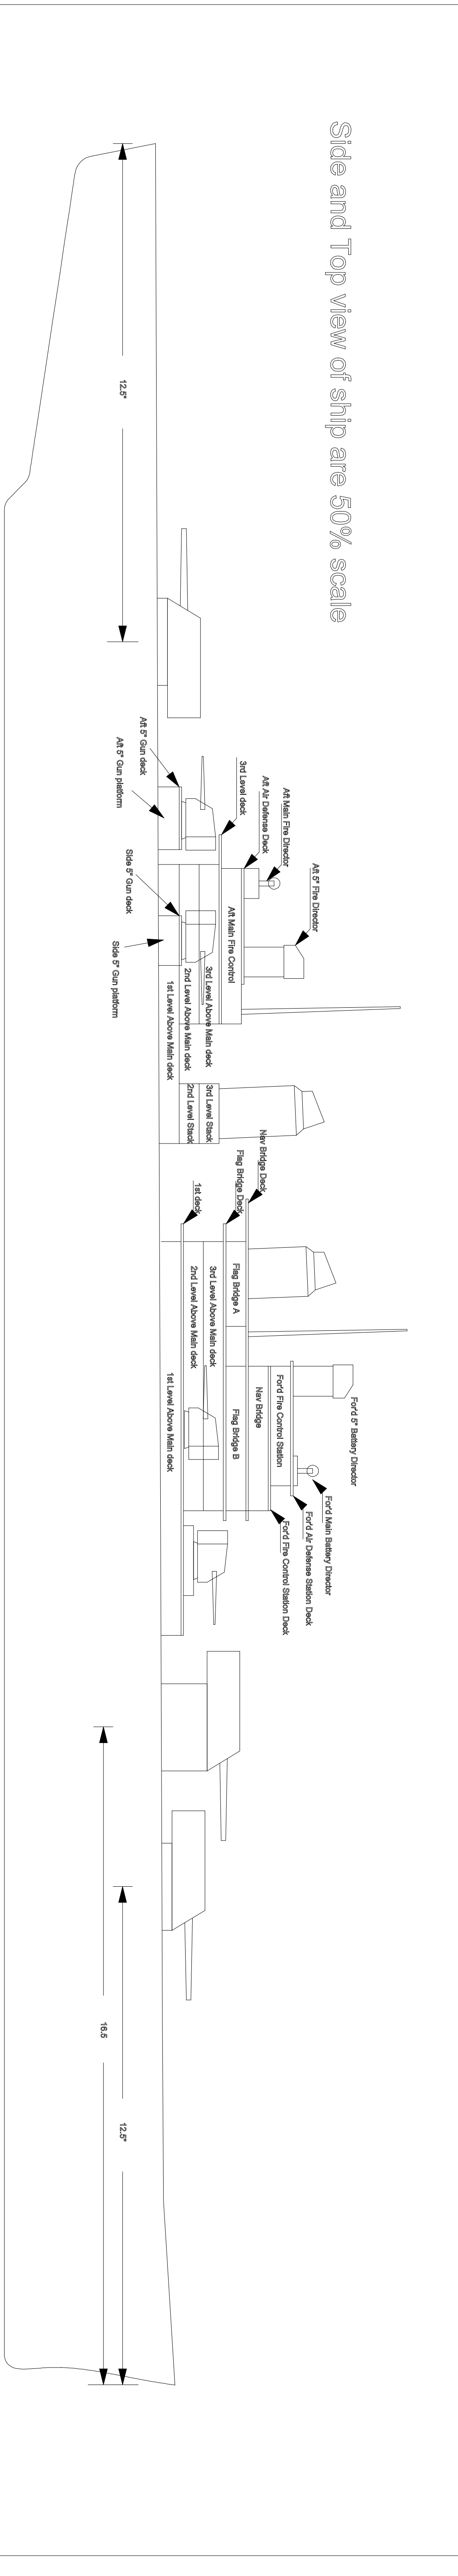 Side and Top view of ship are 50% scale
12.5"
Aft 5" Gun deck
Aft 5" Gun platform
Side 5" Gun deck
Side 5" Gun platform
3rd Level deck
Aft Air Defense Deck
Aft Main Fire Director
Aft 5" Fire Director
Aft Main Fire Control
3rd Level Above Main deck
2nd Level Above Main deck
1st Level Above Main deck
3rd Level Stack
2nd Level Stack
Nav Bridge Deck
Flag Bridge Deck
1st deck
Flag Bridge A
3rd Level Above Main deck
2nd Level Above Main deck
1st Level Above Main deck
For'd 5" Battery Director
For'd Fire Control Station
Nav Bridge
Flag Bridge B
For'd Main Battery Director
For'd Air Defense Station Deck
For'd Fire Control Station Deck
16.5
12.5"